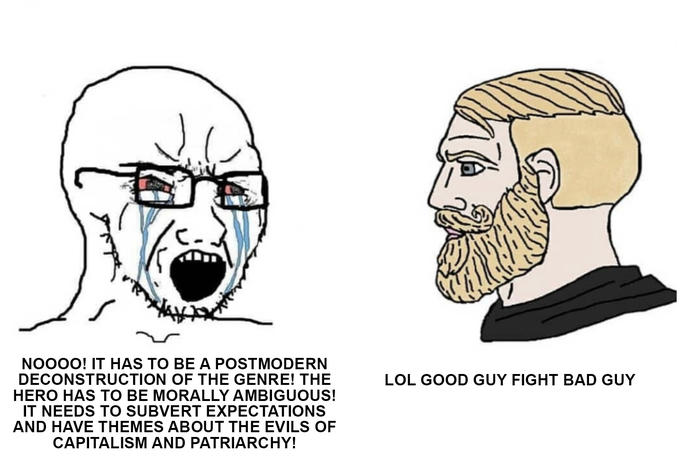 NOOOO! IT HAS TO BE A POSTMODERN
DECONSTRUCTION OF THE GENRE! THE
HERO HAS TO BE MORALLY AMBIGUOUS!
IT NEEDS TO SUBVERT EXPECTATIONS
AND HAVE THEMES ABOUT THE EVILS OF
CAPITALISM AND PATRIARCHY!
LOL GOOD GUY FIGHT BAD GUY